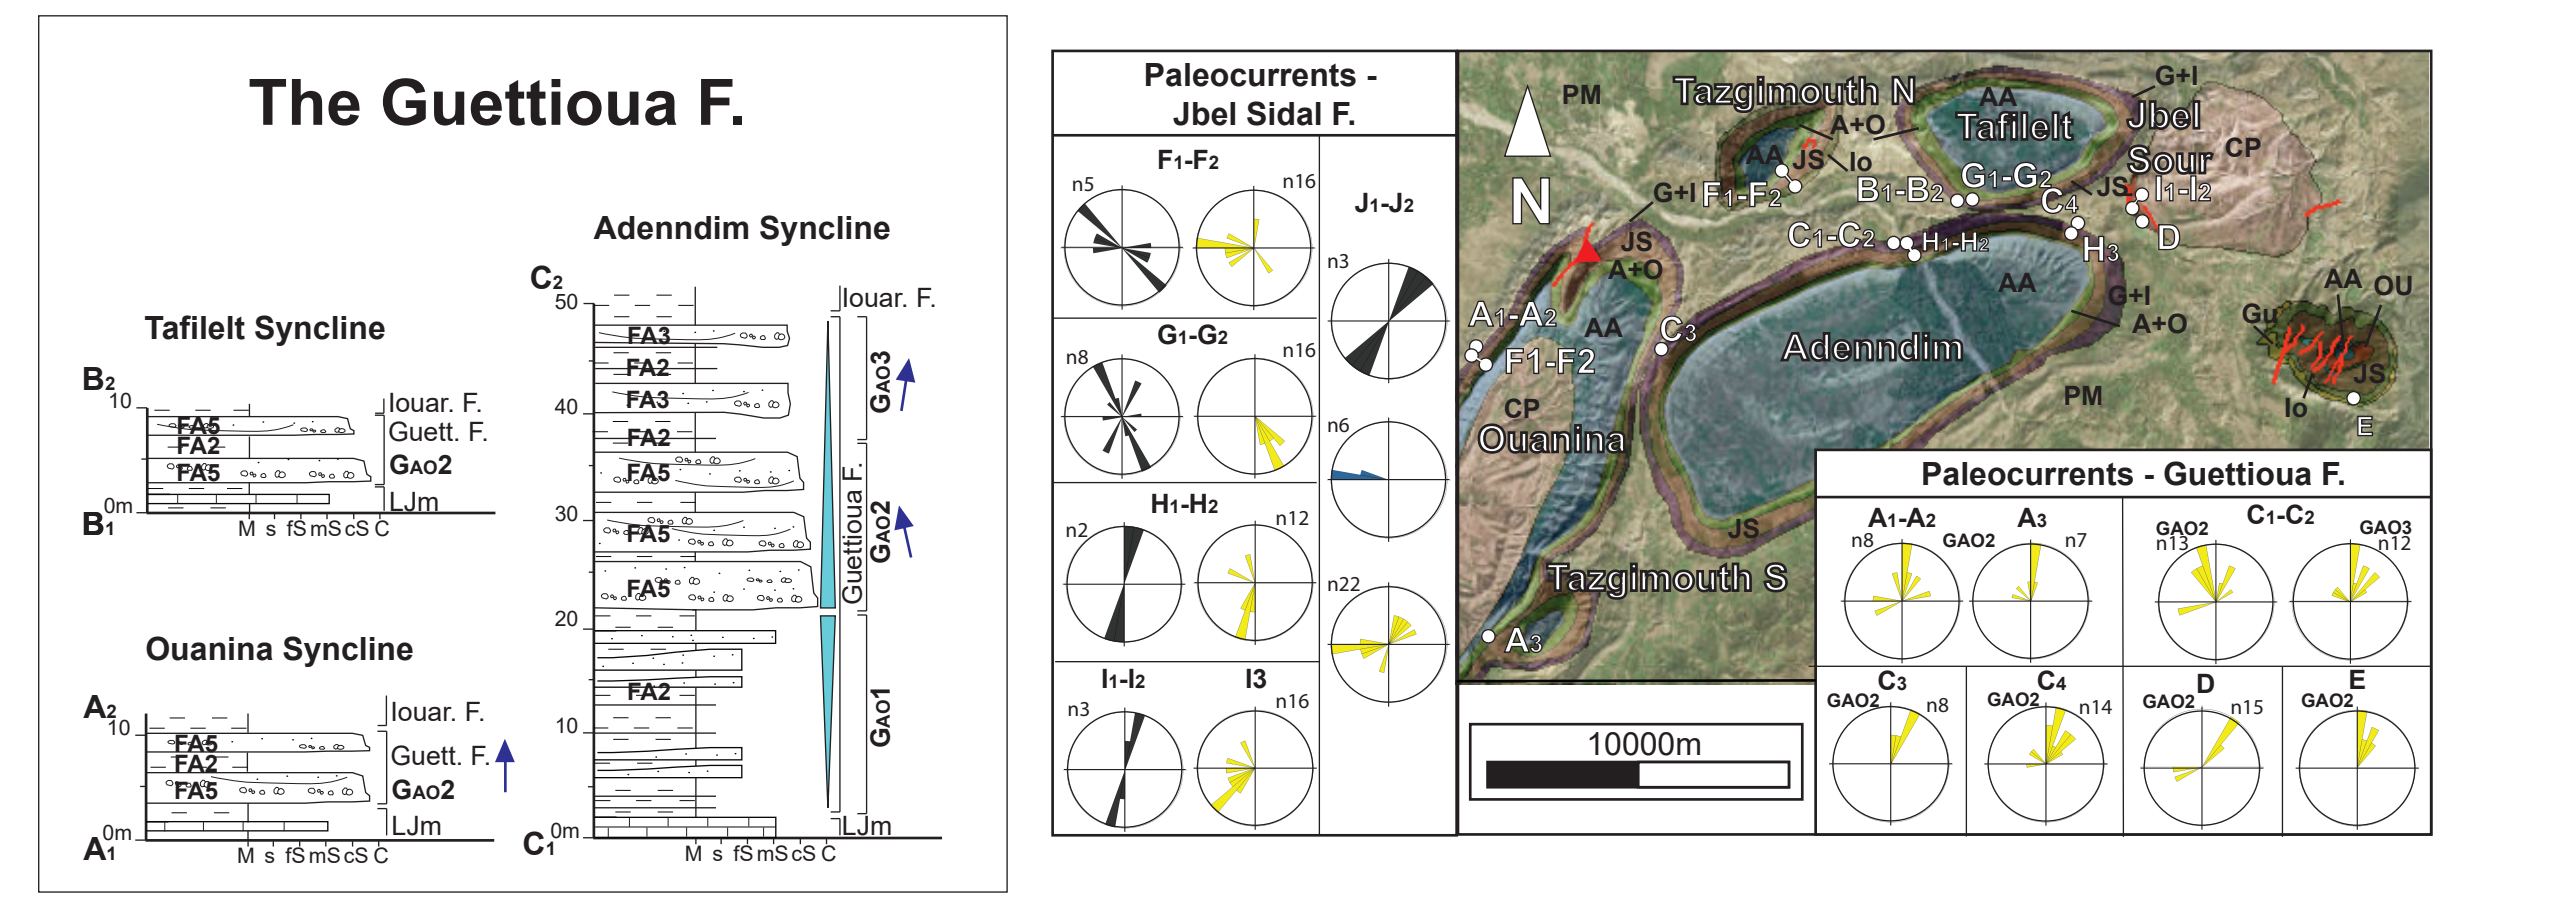 The Guettioua F.
Tafilelt Syncline
B2
10
FA5
FA2
FA5
0m
B1
Iouar. F.
Guett. F.
GAO2
LJm
M s fS mS cS C
Ouanina Syncline
A2
10
FA5
FA2
FA5
0m
A1
Iouar. F.
Guett. F.
GAO2
LJm
M s fS mS cS C
Adenndim Syncline
C2
50
40
30
20
10
0m
C1
FA3
FA2
FA3
FA2
FA5
FA5
FA5
FA2
Iouar. F.
GAO3
Guettioua F.
GAO2
GAO1
LJm
M s fS mS cS C
Paleocurrents -
Jbel Sidal F.
F1-F2
n5
n16
G1-G2
n8
n16
H1-H2
n2
n12
I1-I2
n3
I3
n16
J1-J2
n3
n6
n22
N
PM
Tazgimouth N
A+O
AA
JS
Io
F1-F2
G+I
AA
Tafilelt
G+I
Jbel
Sour
CP
B1-B2
G1-G2
JS
I1-I2
C4
D
H3
C1-C2
H1-H2
JS
A+O
A1-A2
AA
C3
F1-F2
CP
Ouanina
AA
Adenndim
G+I
A+O
PM
AA
OU
Gu
JS
Io
E
JS
Tazgimouth S
A3
10000m
Paleocurrents - Guettioua F.
A1-A2
n8
GAO2
A3
n7
C1-C2
GAO2
n13
GAO3
n12
C3
GAO2
n8
C4
GAO2
n14
D
GAO2
n15
E
GAO2